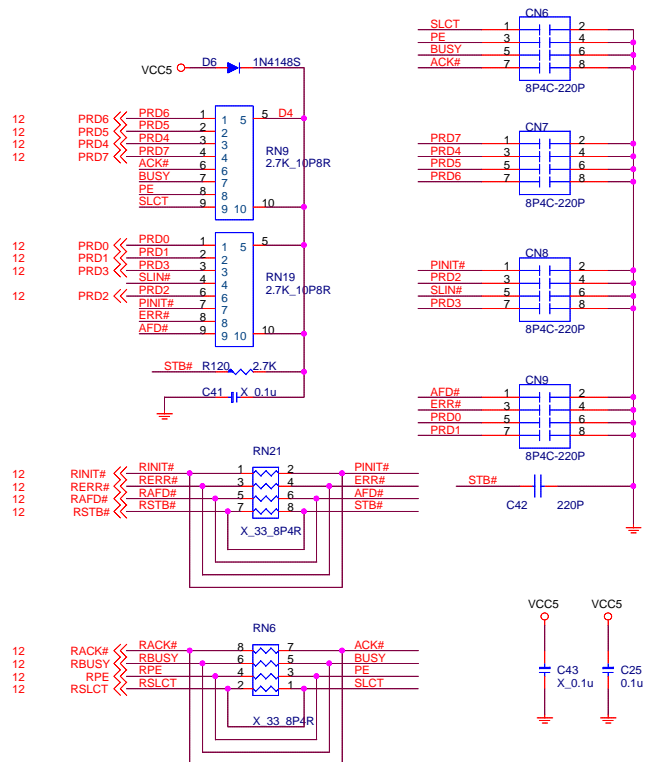 D6 1N4148S
VCC5
12 PRD6 PRD6 1 1 5 5 D4
12 PRD5 PRD5 2 2
12 PRD4 PRD4 3 3 RN9
12 PRD7 PRD7 4 4 2.7K_10P8R
ACK# 6 6
BUSY 7 7
PE 8 8
SLCT 9 9 10 10
12 PRD0 PRD0 1 1 5 5
12 PRD1 PRD1 2 2
12 PRD3 PRD3 3 3 RN19
SLIN# 4 4 2.7K_10P8R
12 PRD2 PRD2 6 6
PINIT# 7 7
ERR# 8 8
AFD# 9 9 10 10
STB# R120 2.7K
C41 X_0.1u
RN21
12 RINIT# RINIT# 1 2 PINIT#
12 RERR# RERR# 3 4 ERR#
12 RAFD# RAFD# 5 6 AFD#
12 RSTB# RSTB# 7 8 STB#
X_33_8P4R
RN6
12 RACK# RACK# 8 7 ACK#
12 RBUSY RBUSY 6 5 BUSY
12 RPE RPE 4 3 PE
12 RSLCT RSLCT 2 1 SLCT
X_33_8P4R
CN6
SLCT 1 2
PE 3 4
BUSY 5 6
ACK# 7 8
8P4C-220P
CN7
PRD7 1 2
PRD4 3 4
PRD5 5 6
PRD6 7 8
8P4C-220P
CN8
PINIT# 1 2
PRD2 3 4
SLIN# 5 6
PRD3 7 8
8P4C-220P
CN9
AFD# 1 2
ERR# 3 4
PRD0 5 6
PRD1 7 8
8P4C-220P
STB#
C42 220P
VCC5 VCC5
C43 C25
X_0.1u 0.1u